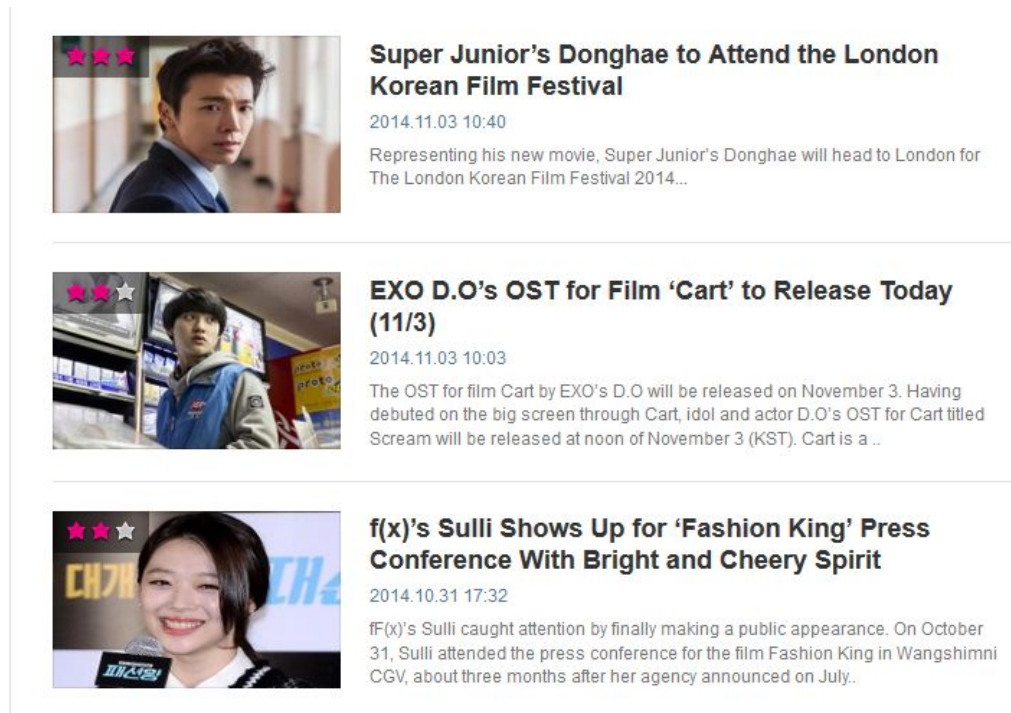 Super Junior’s Donghae to Attend the London
Korean Film Festival
2014.11.03 10:40
Representing his new movie, Super Junior's Donghae will head to London for
The London Korean Film Festival 2014...
EXO D.O’s OST for Film ‘Cart’ to Release Today
(11/3)
2014.11.03 10:03
The OST for film Cart by EXO's D.O will be released on November 3. Having
debuted on the big screen through Cart, idol and actor D.O's OST for Cart titled
Scream will be released at noon of November 3 (KST). Cart is a ..
proto
proto
f(x)’s Sulli Shows Up for ‘Fashion King’ Press
Conference With Bright and Cheery Spirit
2014.10.31 17:32
fF(x)'s Sulli caught attention by finally making a public appearance. On October
31, Sulli attended the press conference for the film Fashion King in Wangshimni
CGV, about three months after her agency announced on July..
대개
패션왕